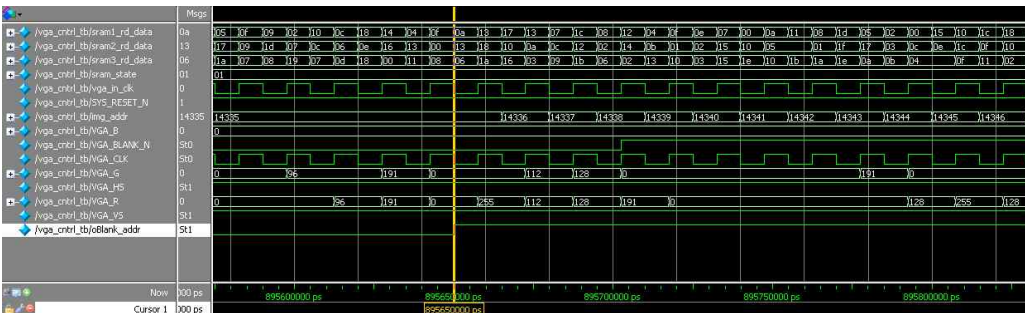 Msgs
/vga_cntrl_tb/sram1_rd_data 0a 05 0f 09 02 10 0c 18 14 04 0f 0a 13 17 13 07 1c 08 12 04 0f 0e 07 00 0a 11 08 1d 05 02 00 15 10 1c 18
/vga_cntrl_tb/sram2_rd_data 13 17 09 1d 07 0c 06 0e 16 13 00 13 18 10 0a 0c 12 02 14 0b 01 02 15 10 05 01 1f 17 03 0c 0e 1c 0f 10
/vga_cntrl_tb/sram3_rd_data 06 1a 07 08 19 07 0d 18 00 11 08 06 1a 16 03 09 1b 06 02 13 10 03 15 1e 10 1b 1a 1e 0a 0b 04 0f 11 02
/vga_cntrl_tb/sram_state 01 01
/vga_cntrl_tb/vga_in_clk 0
/vga_cntrl_tb/SYS_RESET_N 1
/vga_cntrl_tb/img_addr 14335 14335 14336 14337 14338 14339 14340 14341 14342 14343 14344 14345 14346
/vga_cntrl_tb/VGA_B 0 0
/vga_cntrl_tb/VGA_BLANK_N St0
/vga_cntrl_tb/VGA_CLK St0
/vga_cntrl_tb/VGA_G 0 0 96 191 0 112 128 0 191 0
/vga_cntrl_tb/VGA_HS St1
/vga_cntrl_tb/VGA_R 0 0 96 191 0 255 112 128 191 0 128 255 128
/vga_cntrl_tb/VGA_VS St1
/vga_cntrl_tb/oBlank_addr St1
Now 000 ps 895600000 ps 895650000 ps 895700000 ps 895750000 ps 895800000 ps
Cursor 1 000 ps 895650000 ps